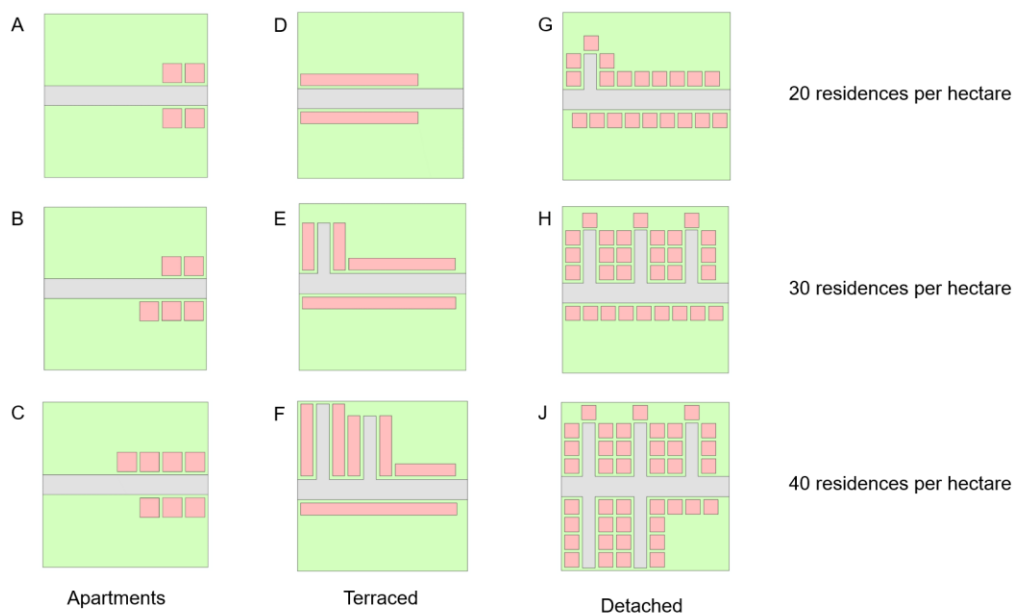 A
D
G
20 residences per hectare
B
E
H
30 residences per hectare
C
F
J
40 residences per hectare
Apartments
Terraced
Detached